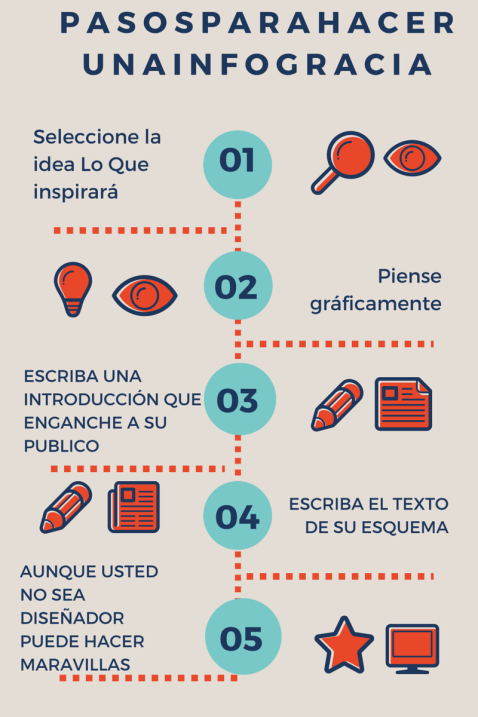 PASOSPARAHACER
UNAINFOGRACIA
Seleccione la
idea Lo Que
inspirará
01
02
Piense
gráficamente
ESCRIBA UNA
INTRODUCCIÓN QUE
ENGANCHE A SU
PUBLICO
03
04
ESCRIBA EL TEXTO
DE SU ESQUEMA
AUNQUE USTED
NO SEA
DISEÑADOR
PUEDE HACER
MARAVILLAS
05